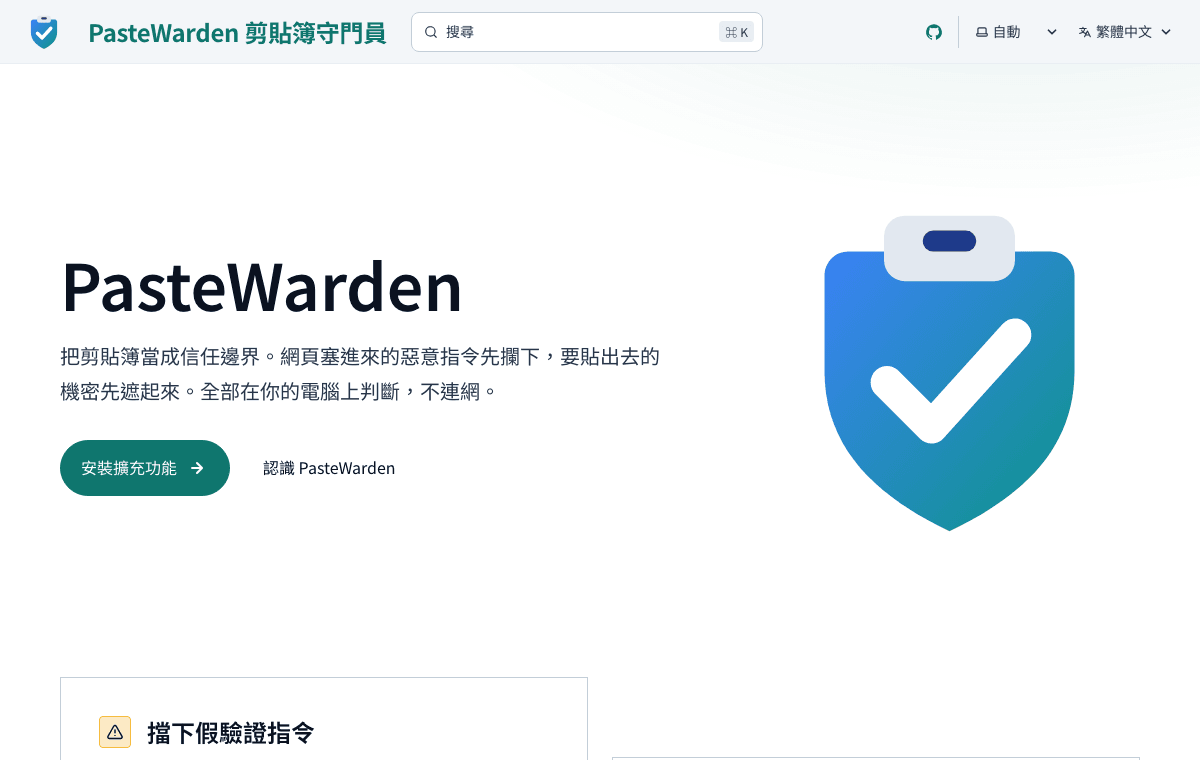 PasteWarden 剪貼簿守門員
搜尋
⌘ K
自動
繁體中文
PasteWarden
把剪貼簿當成信任邊界。網頁塞進來的惡意指令先攔下，要貼出去的
機密先遮起來。全部在你的電腦上判斷，不連網。
安裝擴充功能
認識 PasteWarden
擋下假驗證指令